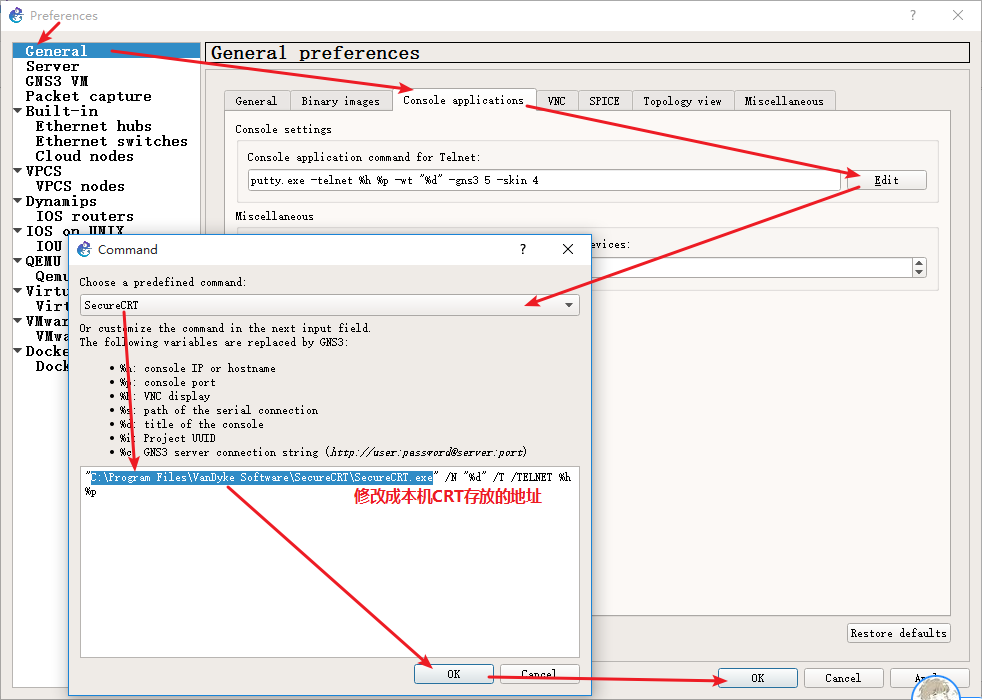 Preferences
General
Server
GNS3 VM
Packet capture
Built-in
Ethernet hubs
Ethernet switches
Cloud nodes
VPCS
VPCS nodes
Dynamips
IOS routers
IOS on UNIX
IOU
QEMU
Qemu
Virtu
Virt
VMwar
VMwa
Docke
Dock
General preferences
General Binary images Console applications VNC SPICE Topology view Miscellaneous
Console settings
Console application command for Telnet:
putty.exe -telnet %h %p -wt "%d" -gns3 5 -skin 4
Edit
Miscellaneous
evices:
Command
Choose a predefined command:
SecureCRT
Or customize the command in the next input field.
The following variables are replaced by GNS3:
• %h: console IP or hostname
• %p: console port
• VNC display
• %s: path of the serial connection
• %d: title of the console
• %i: Project UUID
• %c: GNS3 server connection string (http://user:password@server:port)
"C:\Program Files\VanDyke Software\SecureCRT\SecureCRT.exe" /N "%d" /T /TELNET %h
%p
修改成本机CRT存放的地址
OK Cancel
Restore defaults
OK Cancel